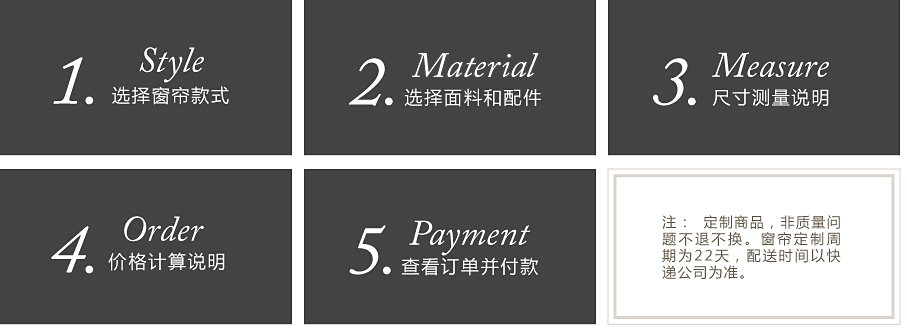 1.
Style
选择窗帘款式
2.
Material
选择面料和配件
3.
Measure
尺寸测量说明
4.
Order
价格计算说明
5.
Payment
查看订单并付款
注： 定制商品，非质量问
题不退不换。窗帘定制周
期为22天，配送时间以快
递公司为准。